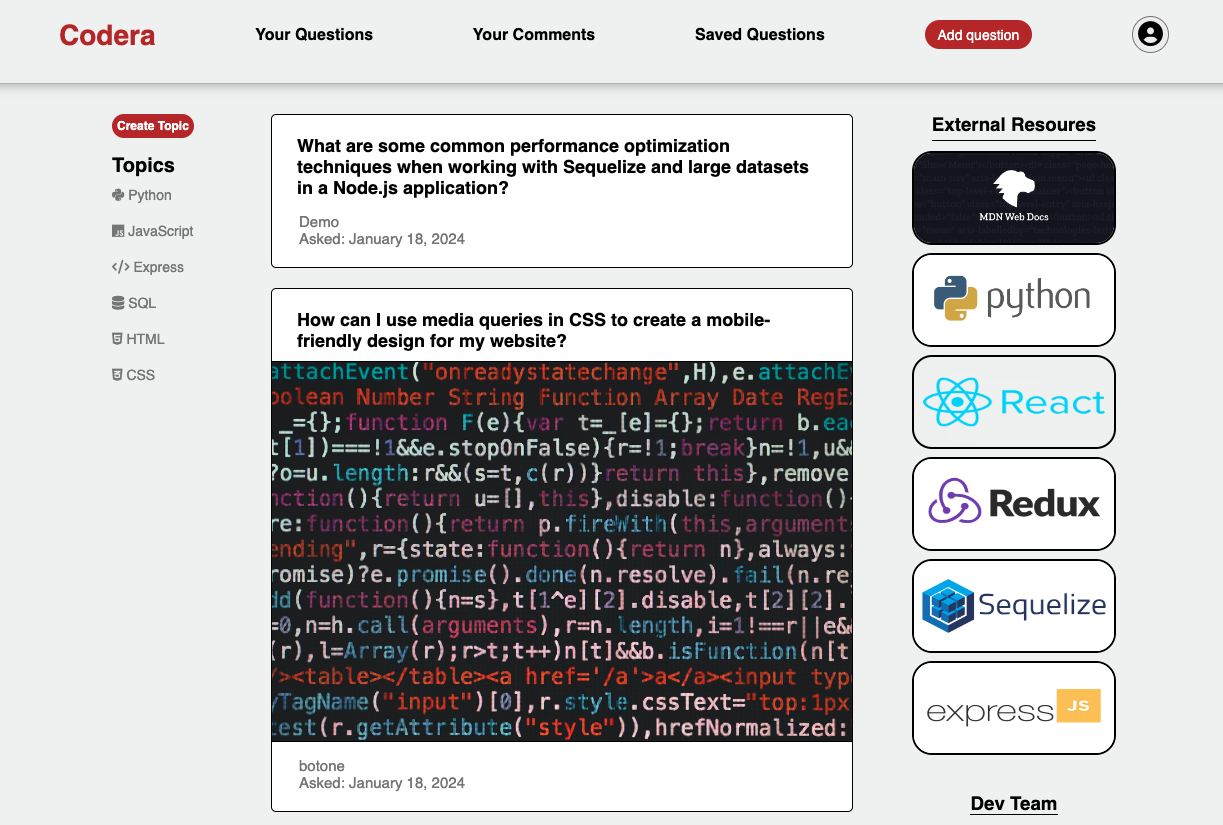 Codera
Your Questions
Your Comments
Saved Questions
Add question
Create Topic
Topics
Python
JavaScript
Express
SQL
HTML
CSS
What are some common performance optimization
techniques when working with Sequelize and large datasets
in a Node.js application?
Demo
Asked: January 18, 2024
How can I use media queries in CSS to create a mobile-
friendly design for my website?
attachEvent("onreadystatechange",H),e.attachE
oolean Number String Function Array Date RegE
_={};function F(e){var t=_[e]={};return b.ea
t[1])===!1&&e.stopOnFalse){r=!1;break}n=!1,u&
?o=u.length:r&&(s=t,c(r))}return this},remove
nction(){return u=[],this},disable:function()
re:function(){return p.fireWith(this,argument
ending",r={state:function(){return n},always:
romise)?e.promise().done(n.resolve).fail(n.re
dd(function(){n=s},t[1^e][2].disable,t[2][2].
=0,n=h.call(arguments),r=n.length,i=1!==r||e&
(r),l=Array(r);r>t;t++)n[t]&&b.isFunction(n[t
/><table></table><a href='/a'>a</a><input typ
yTagName("input")[0],r.style.cssText="top:1px
test(r.getAttribute("style")),hrefNormalized:
botone
Asked: January 18, 2024
External Resoures
MDN Web Docs
python
React
Redux
Sequelize
express JS
Dev Team